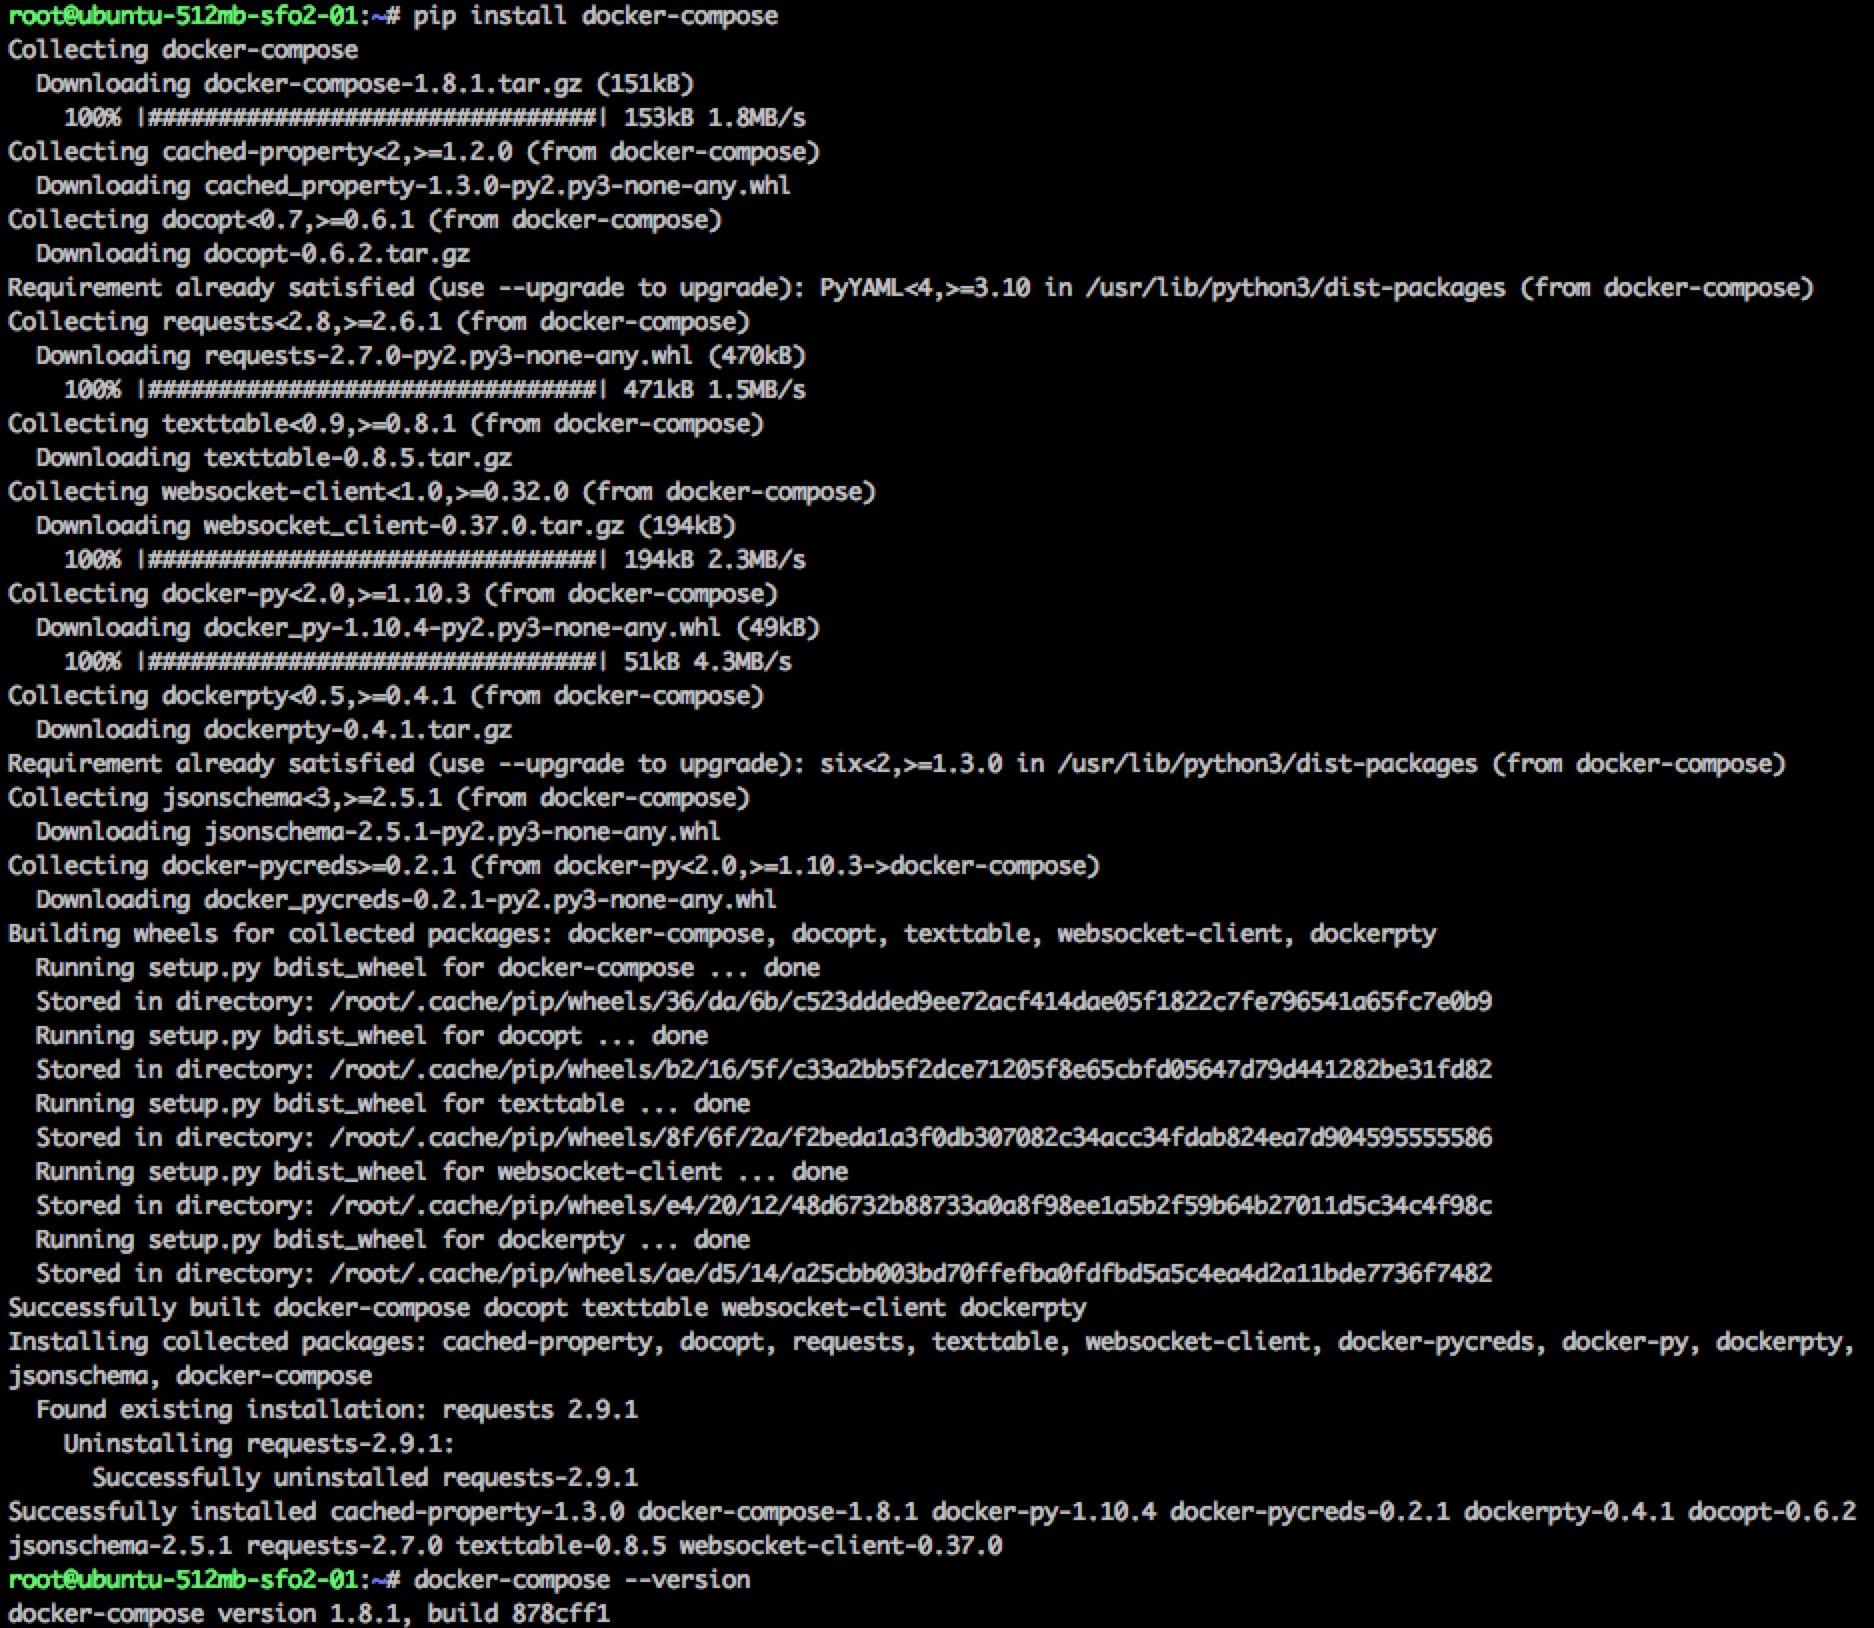 root@ubuntu-512mb-sfo2-01:~# pip install docker-compose
Collecting docker-compose
  Downloading docker-compose-1.8.1.tar.gz (151kB)
    100% |################################| 153kB 1.8MB/s
Collecting cached-property<2,>=1.2.0 (from docker-compose)
  Downloading cached_property-1.3.0-py2.py3-none-any.whl
Collecting docopt<0.7,>=0.6.1 (from docker-compose)
  Downloading docopt-0.6.2.tar.gz
Requirement already satisfied (use --upgrade to upgrade): PyYAML<4,>=3.10 in /usr/lib/python3/dist-packages (from docker-compose)
Collecting requests<2.8,>=2.6.1 (from docker-compose)
  Downloading requests-2.7.0-py2.py3-none-any.whl (470kB)
    100% |################################| 471kB 1.5MB/s
Collecting texttable<0.9,>=0.8.1 (from docker-compose)
  Downloading texttable-0.8.5.tar.gz
Collecting websocket-client<1.0,>=0.32.0 (from docker-compose)
  Downloading websocket_client-0.37.0.tar.gz (194kB)
    100% |################################| 194kB 2.3MB/s
Collecting docker-py<2.0,>=1.10.3 (from docker-compose)
  Downloading docker_py-1.10.4-py2.py3-none-any.whl (49kB)
    100% |################################| 51kB 4.3MB/s
Collecting dockerpty<0.5,>=0.4.1 (from docker-compose)
  Downloading dockerpty-0.4.1.tar.gz
Requirement already satisfied (use --upgrade to upgrade): six<2,>=1.3.0 in /usr/lib/python3/dist-packages (from docker-compose)
Collecting jsonschema<3,>=2.5.1 (from docker-compose)
  Downloading jsonschema-2.5.1-py2.py3-none-any.whl
Collecting docker-pycreds>=0.2.1 (from docker-py<2.0,>=1.10.3->docker-compose)
  Downloading docker_pycreds-0.2.1-py2.py3-none-any.whl
Building wheels for collected packages: docker-compose, docopt, texttable, websocket-client, dockerpty
  Running setup.py bdist_wheel for docker-compose ... done
  Stored in directory: /root/.cache/pip/wheels/36/da/6b/c523ddded9ee72acf414dae05f1822c7fe796541a65fc7e0b9
  Running setup.py bdist_wheel for docopt ... done
  Stored in directory: /root/.cache/pip/wheels/b2/16/5f/c33a2bb5f2dce71205f8e65cbfd05647d79d441282be31fd82
  Running setup.py bdist_wheel for texttable ... done
  Stored in directory: /root/.cache/pip/wheels/8f/6f/2a/f2beda1a3f0db307082c34acc34fdab824ea7d904595555586
  Running setup.py bdist_wheel for websocket-client ... done
  Stored in directory: /root/.cache/pip/wheels/e4/20/12/48d6732b88733a0a8f98ee1a5b2f59b64b27011d5c34c4f98c
  Running setup.py bdist_wheel for dockerpty ... done
  Stored in directory: /root/.cache/pip/wheels/ae/d5/14/a25cbb003bd70ffefba0fdfbd5a5c4ea4d2a11bde7736f7482
Successfully built docker-compose docopt texttable websocket-client dockerpty
Installing collected packages: cached-property, docopt, requests, texttable, websocket-client, docker-pycreds, docker-py, dockerpty,
jsonschema, docker-compose
  Found existing installation: requests 2.9.1
    Uninstalling requests-2.9.1:
      Successfully uninstalled requests-2.9.1
Successfully installed cached-property-1.3.0 docker-compose-1.8.1 docker-py-1.10.4 docker-pycreds-0.2.1 dockerpty-0.4.1 docopt-0.6.2
jsonschema-2.5.1 requests-2.7.0 texttable-0.8.5 websocket-client-0.37.0
root@ubuntu-512mb-sfo2-01:~# docker-compose --version
docker-compose version 1.8.1, build 878cff1